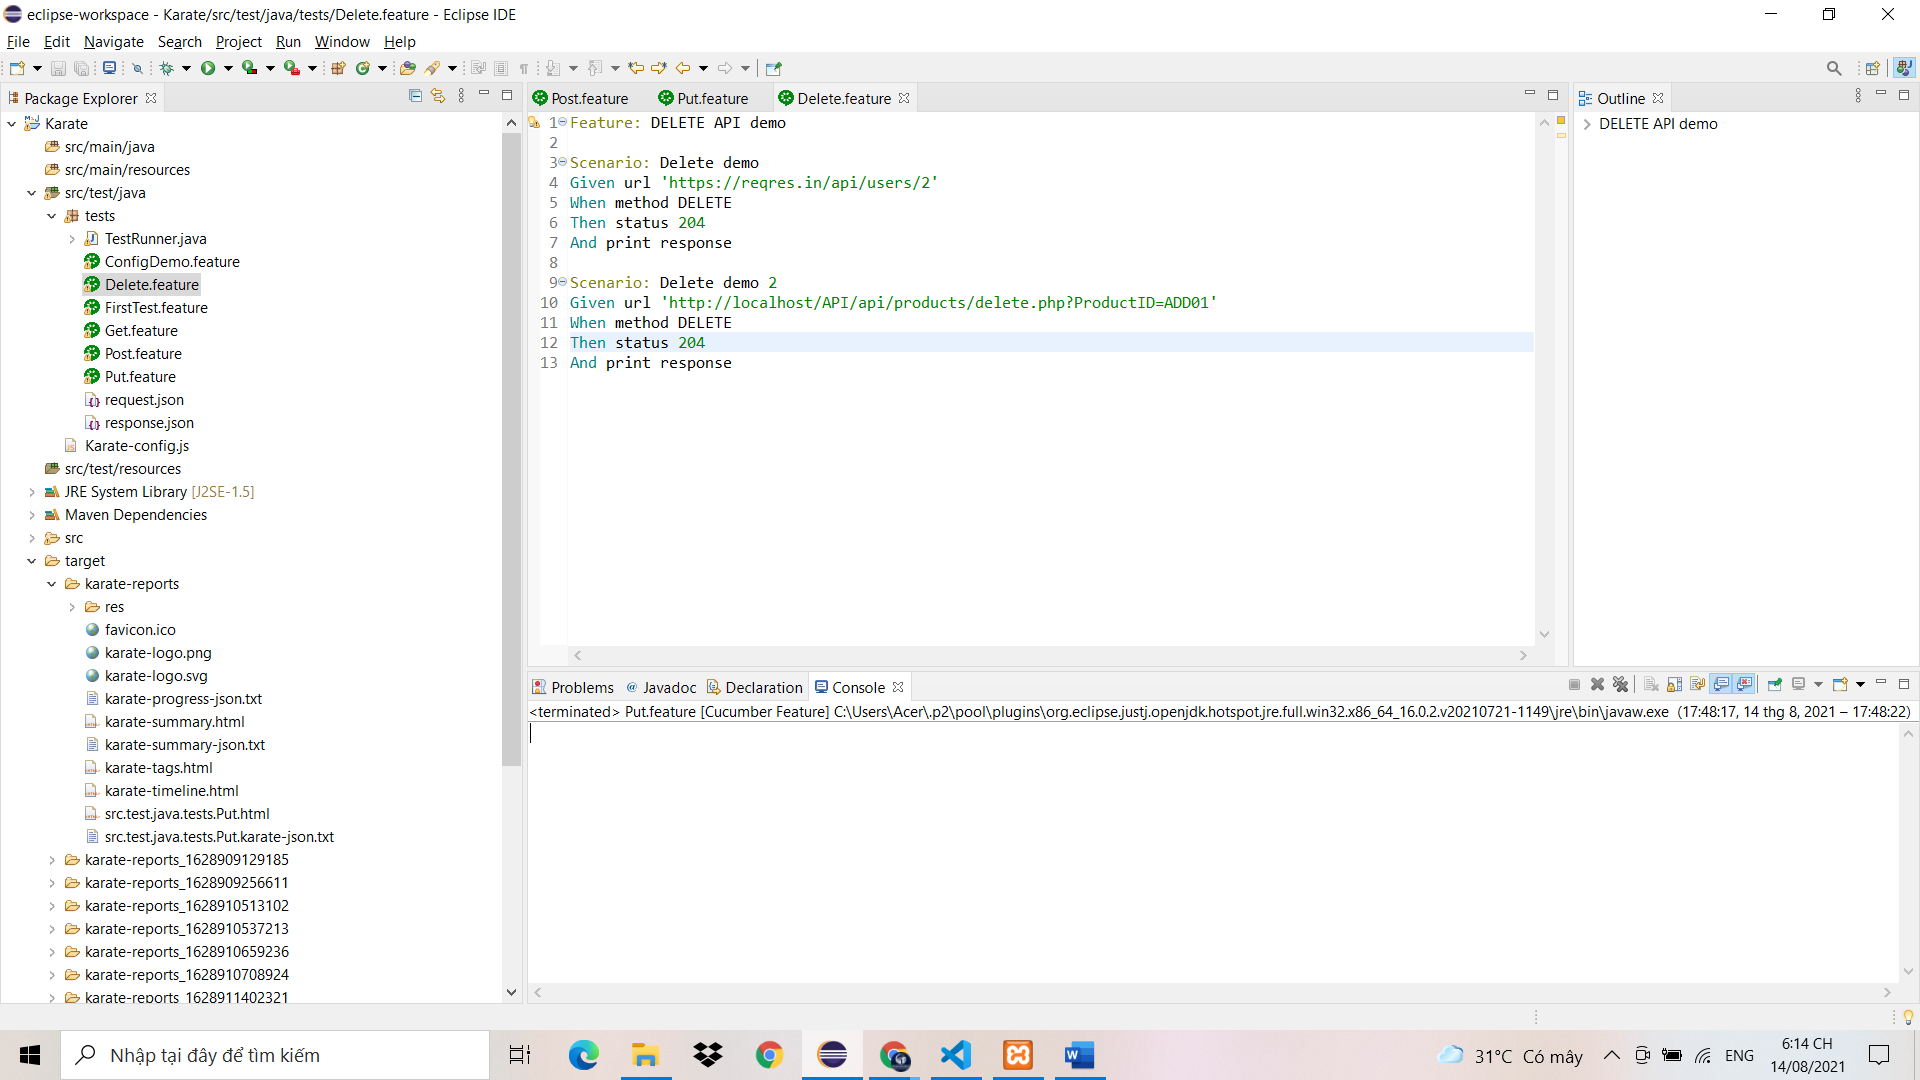 eclipse-workspace - Karate/src/test/java/tests/Delete.feature - Eclipse IDE
File Edit Navigate Search Project Run Window Help
Package Explorer
Karate
src/main/java
src/main/resources
src/test/java
tests
TestRunner.java
ConfigDemo.feature
Delete.feature
FirstTest.feature
Get.feature
Post.feature
Put.feature
request.json
response.json
Karate-config.js
src/test/resources
JRE System Library [J2SE-1.5]
Maven Dependencies
src
target
karate-reports
res
favicon.ico
karate-logo.png
karate-logo.svg
karate-progress-json.txt
karate-summary.html
karate-summary-json.txt
karate-tags.html
karate-timeline.html
src.test.java.tests.Put.html
src.test.java.tests.Put.karate-json.txt
karate-reports_1628909129185
karate-reports_1628909256611
karate-reports_1628910513102
karate-reports_1628910537213
karate-reports_1628910659236
karate-reports_1628910708924
karate-reports_1628911402321
Post.feature Put.feature Delete.feature
1 Feature: DELETE API demo
2
3 Scenario: Delete demo
4 Given url 'https://reqres.in/api/users/2'
5 When method DELETE
6 Then status 204
7 And print response
8
9 Scenario: Delete demo 2
10 Given url 'http://localhost/API/api/products/delete.php?ProductID=ADD01'
11 When method DELETE
12 Then status 204
13 And print response
Outline
DELETE API demo
Problems Javadoc Declaration Console
<terminated> Put.feature [Cucumber Feature] C:\Users\Acer\.p2\pool\plugins\org.eclipse.justj.openjdk.hotspot.jre.full.win32.x86_64_16.0.2.v20210721-1149\jre\bin\javaw.exe (17:48:17, 14 thg 8, 2021 – 17:48:22)
Nhập tại đây để tìm kiếm
31°C Có mây
ENG
6:14 CH
14/08/2021